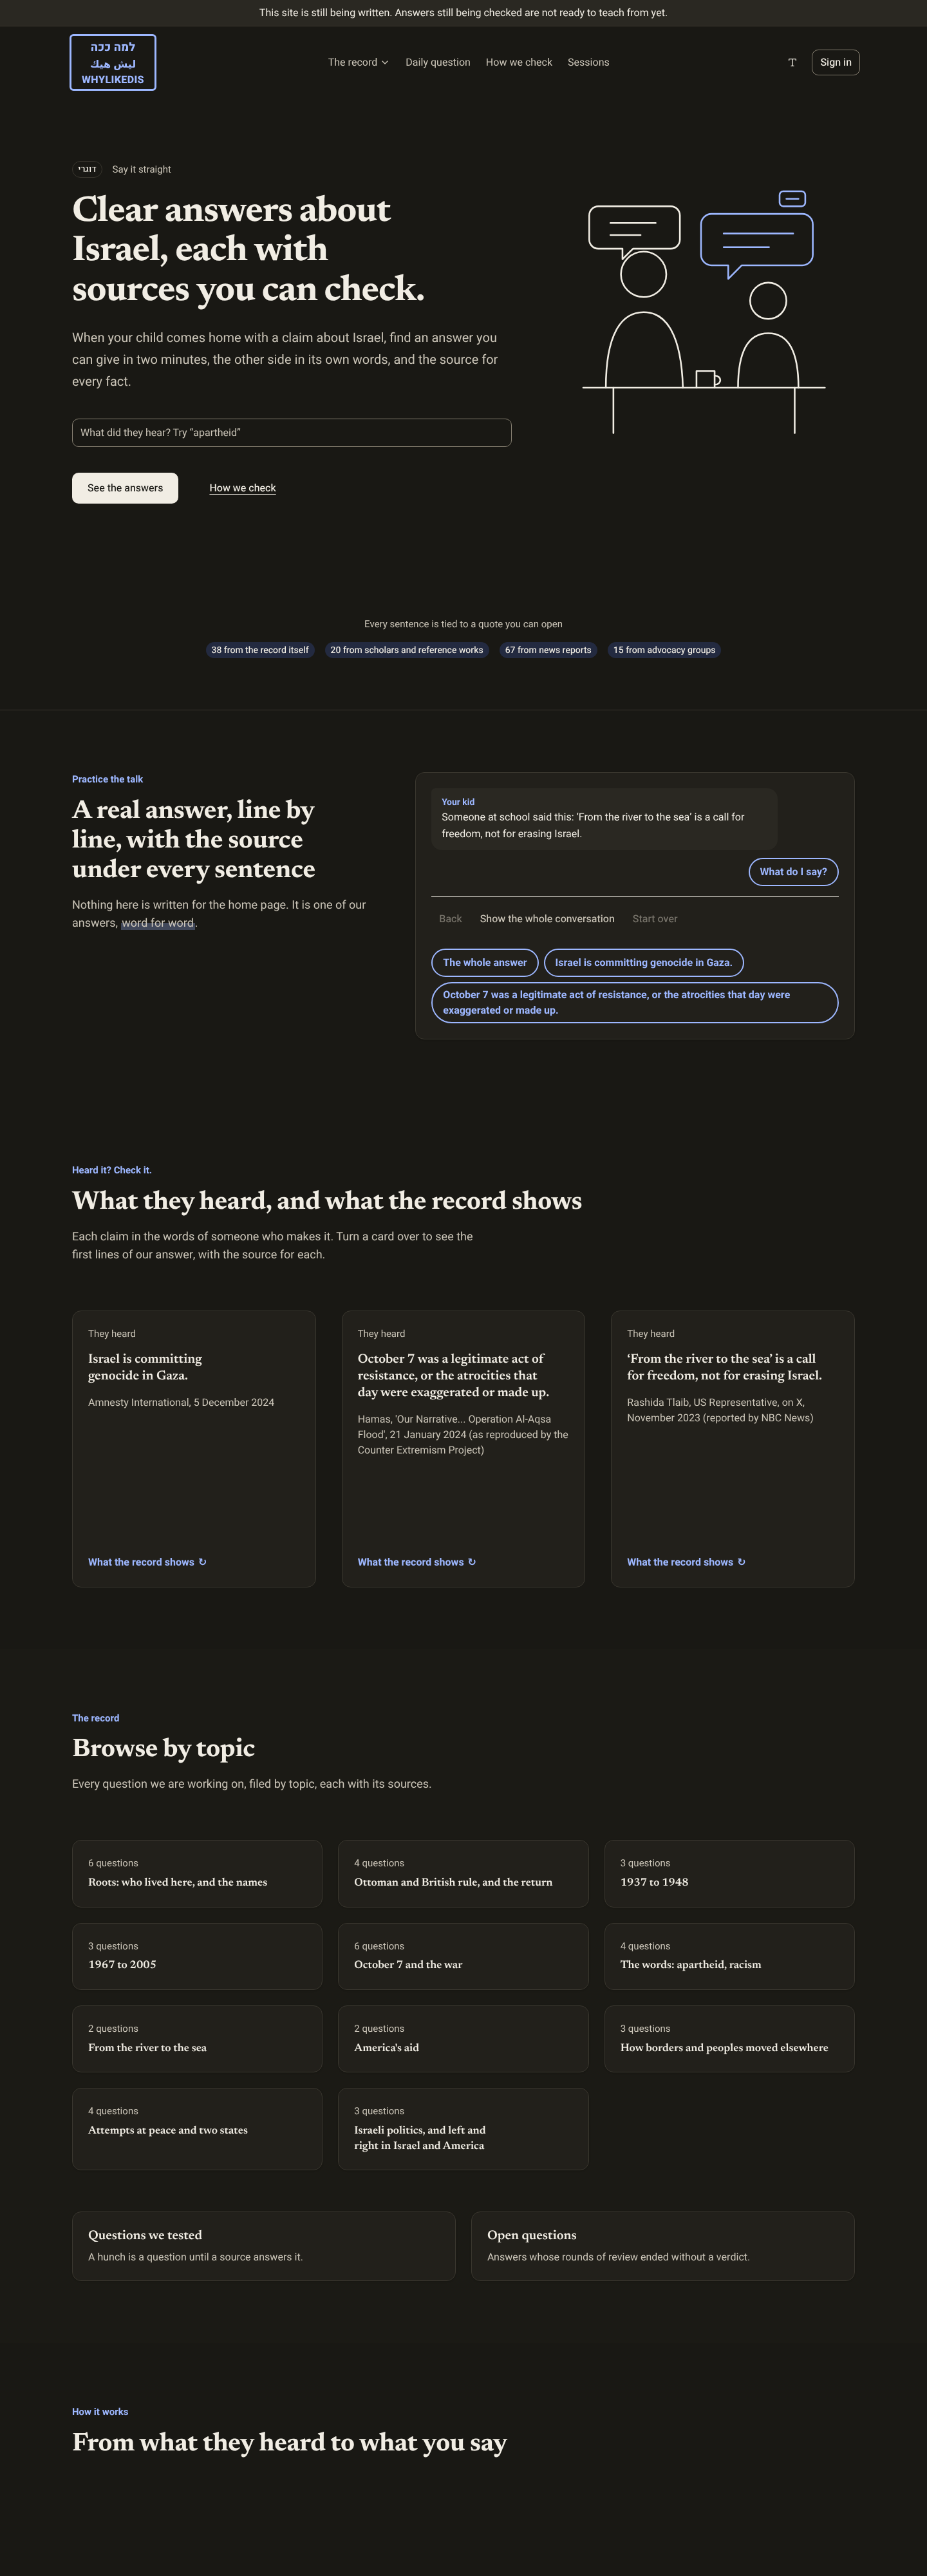 This site is still being written. Answers still being checked are not ready to teach from yet.
למה ככה
ليش هيك
WHYLIKEDIS
The record
Daily question
How we check
Sessions
T
Sign in
דוגרי
Say it straight
Clear answers about
Israel, each with
sources you can check.
When your child comes home with a claim about Israel, find an answer you
can give in two minutes, the other side in its own words, and the source for
every fact.
What did they hear? Try “apartheid”
See the answers
How we check
Every sentence is tied to a quote you can open
38 from the record itself
20 from scholars and reference works
67 from news reports
15 from advocacy groups
Practice the talk
A real answer, line by
line, with the source
under every sentence
Nothing here is written for the home page. It is one of our
answers, word for word.
Your kid
Someone at school said this: ‘From the river to the sea’ is a call for
freedom, not for erasing Israel.
What do I say?
Back
Show the whole conversation
Start over
The whole answer
Israel is committing genocide in Gaza.
October 7 was a legitimate act of resistance, or the atrocities that day were
exaggerated or made up.
Heard it? Check it.
What they heard, and what the record shows
Each claim in the words of someone who makes it. Turn a card over to see the
first lines of our answer, with the source for each.
They heard
Israel is committing
genocide in Gaza.
Amnesty International, 5 December 2024
What the record shows ↻
They heard
October 7 was a legitimate act of
resistance, or the atrocities that
day were exaggerated or made up.
Hamas, 'Our Narrative... Operation Al-Aqsa
Flood', 21 January 2024 (as reproduced by the
Counter Extremism Project)
What the record shows ↻
They heard
‘From the river to the sea’ is a call
for freedom, not for erasing Israel.
Rashida Tlaib, US Representative, on X,
November 2023 (reported by NBC News)
What the record shows ↻
The record
Browse by topic
Every question we are working on, filed by topic, each with its sources.
6 questions
Roots: who lived here, and the names
4 questions
Ottoman and British rule, and the return
3 questions
1937 to 1948
3 questions
1967 to 2005
6 questions
October 7 and the war
4 questions
The words: apartheid, racism
2 questions
From the river to the sea
2 questions
America's aid
3 questions
How borders and peoples moved elsewhere
4 questions
Attempts at peace and two states
3 questions
Israeli politics, and left and
right in Israel and America
Questions we tested
A hunch is a question until a source answers it.
Open questions
Answers whose rounds of review ended without a verdict.
How it works
From what they heard to what you say